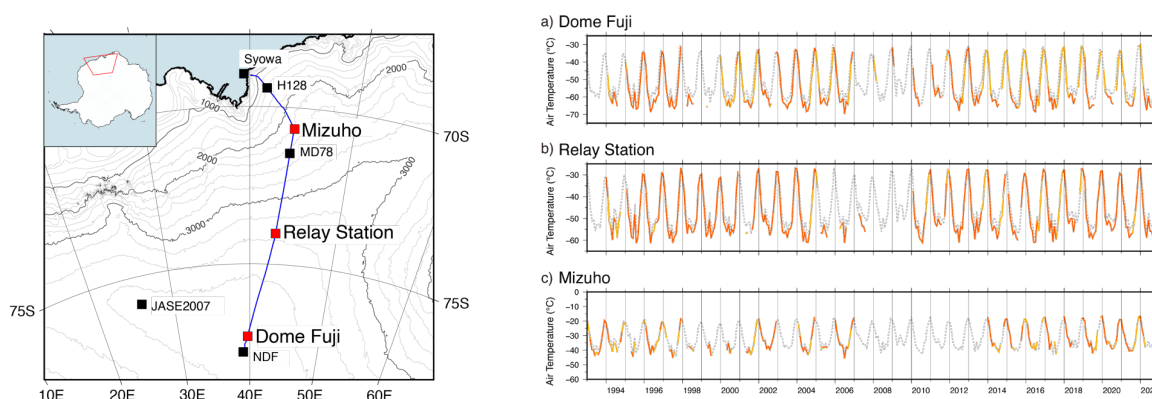 Syowa
H128
2000
1000
Mizuho
70S
MD78
2000
3000
3000
Relay Station
75S
JASE2007
75S
Dome Fuji
NDF
10E 20E 30E 40E 50E 60E
a) Dome Fuji
Air Temperature (°C)
−30
−40
−50
−60
−70
b) Relay Station
Air Temperature (°C)
−30
−40
−50
−60
c) Mizuho
Air Temperature (°C)
0
−10
−20
−30
−40
−50
−60
1994 1996 1998 2000 2002 2004 2006 2008 2010 2012 2014 2016 2018 2020 202